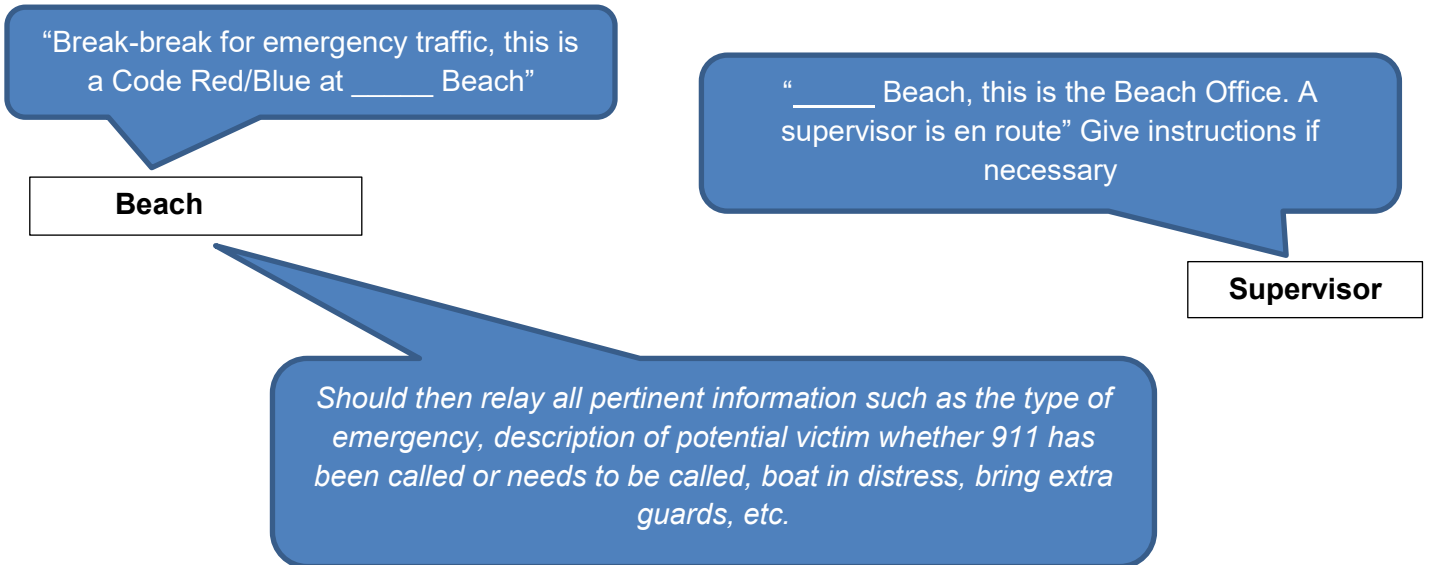 “Break-break for emergency traffic, this is
a Code Red/Blue at _____ Beach”
“_____ Beach, this is the Beach Office. A
supervisor is en route” Give instructions if
necessary
Beach
Supervisor
Should then relay all pertinent information such as the type of
emergency, description of potential victim whether 911 has
been called or needs to be called, boat in distress, bring extra
guards, etc.